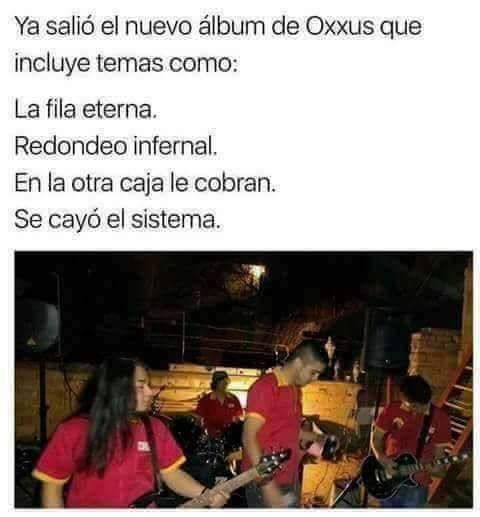 Ya salió el nuevo álbum de Oxxus que
incluye temas como:
La fila eterna.
Redondeo infernal.
En la otra caja le cobran.
Se cayó el sistema.